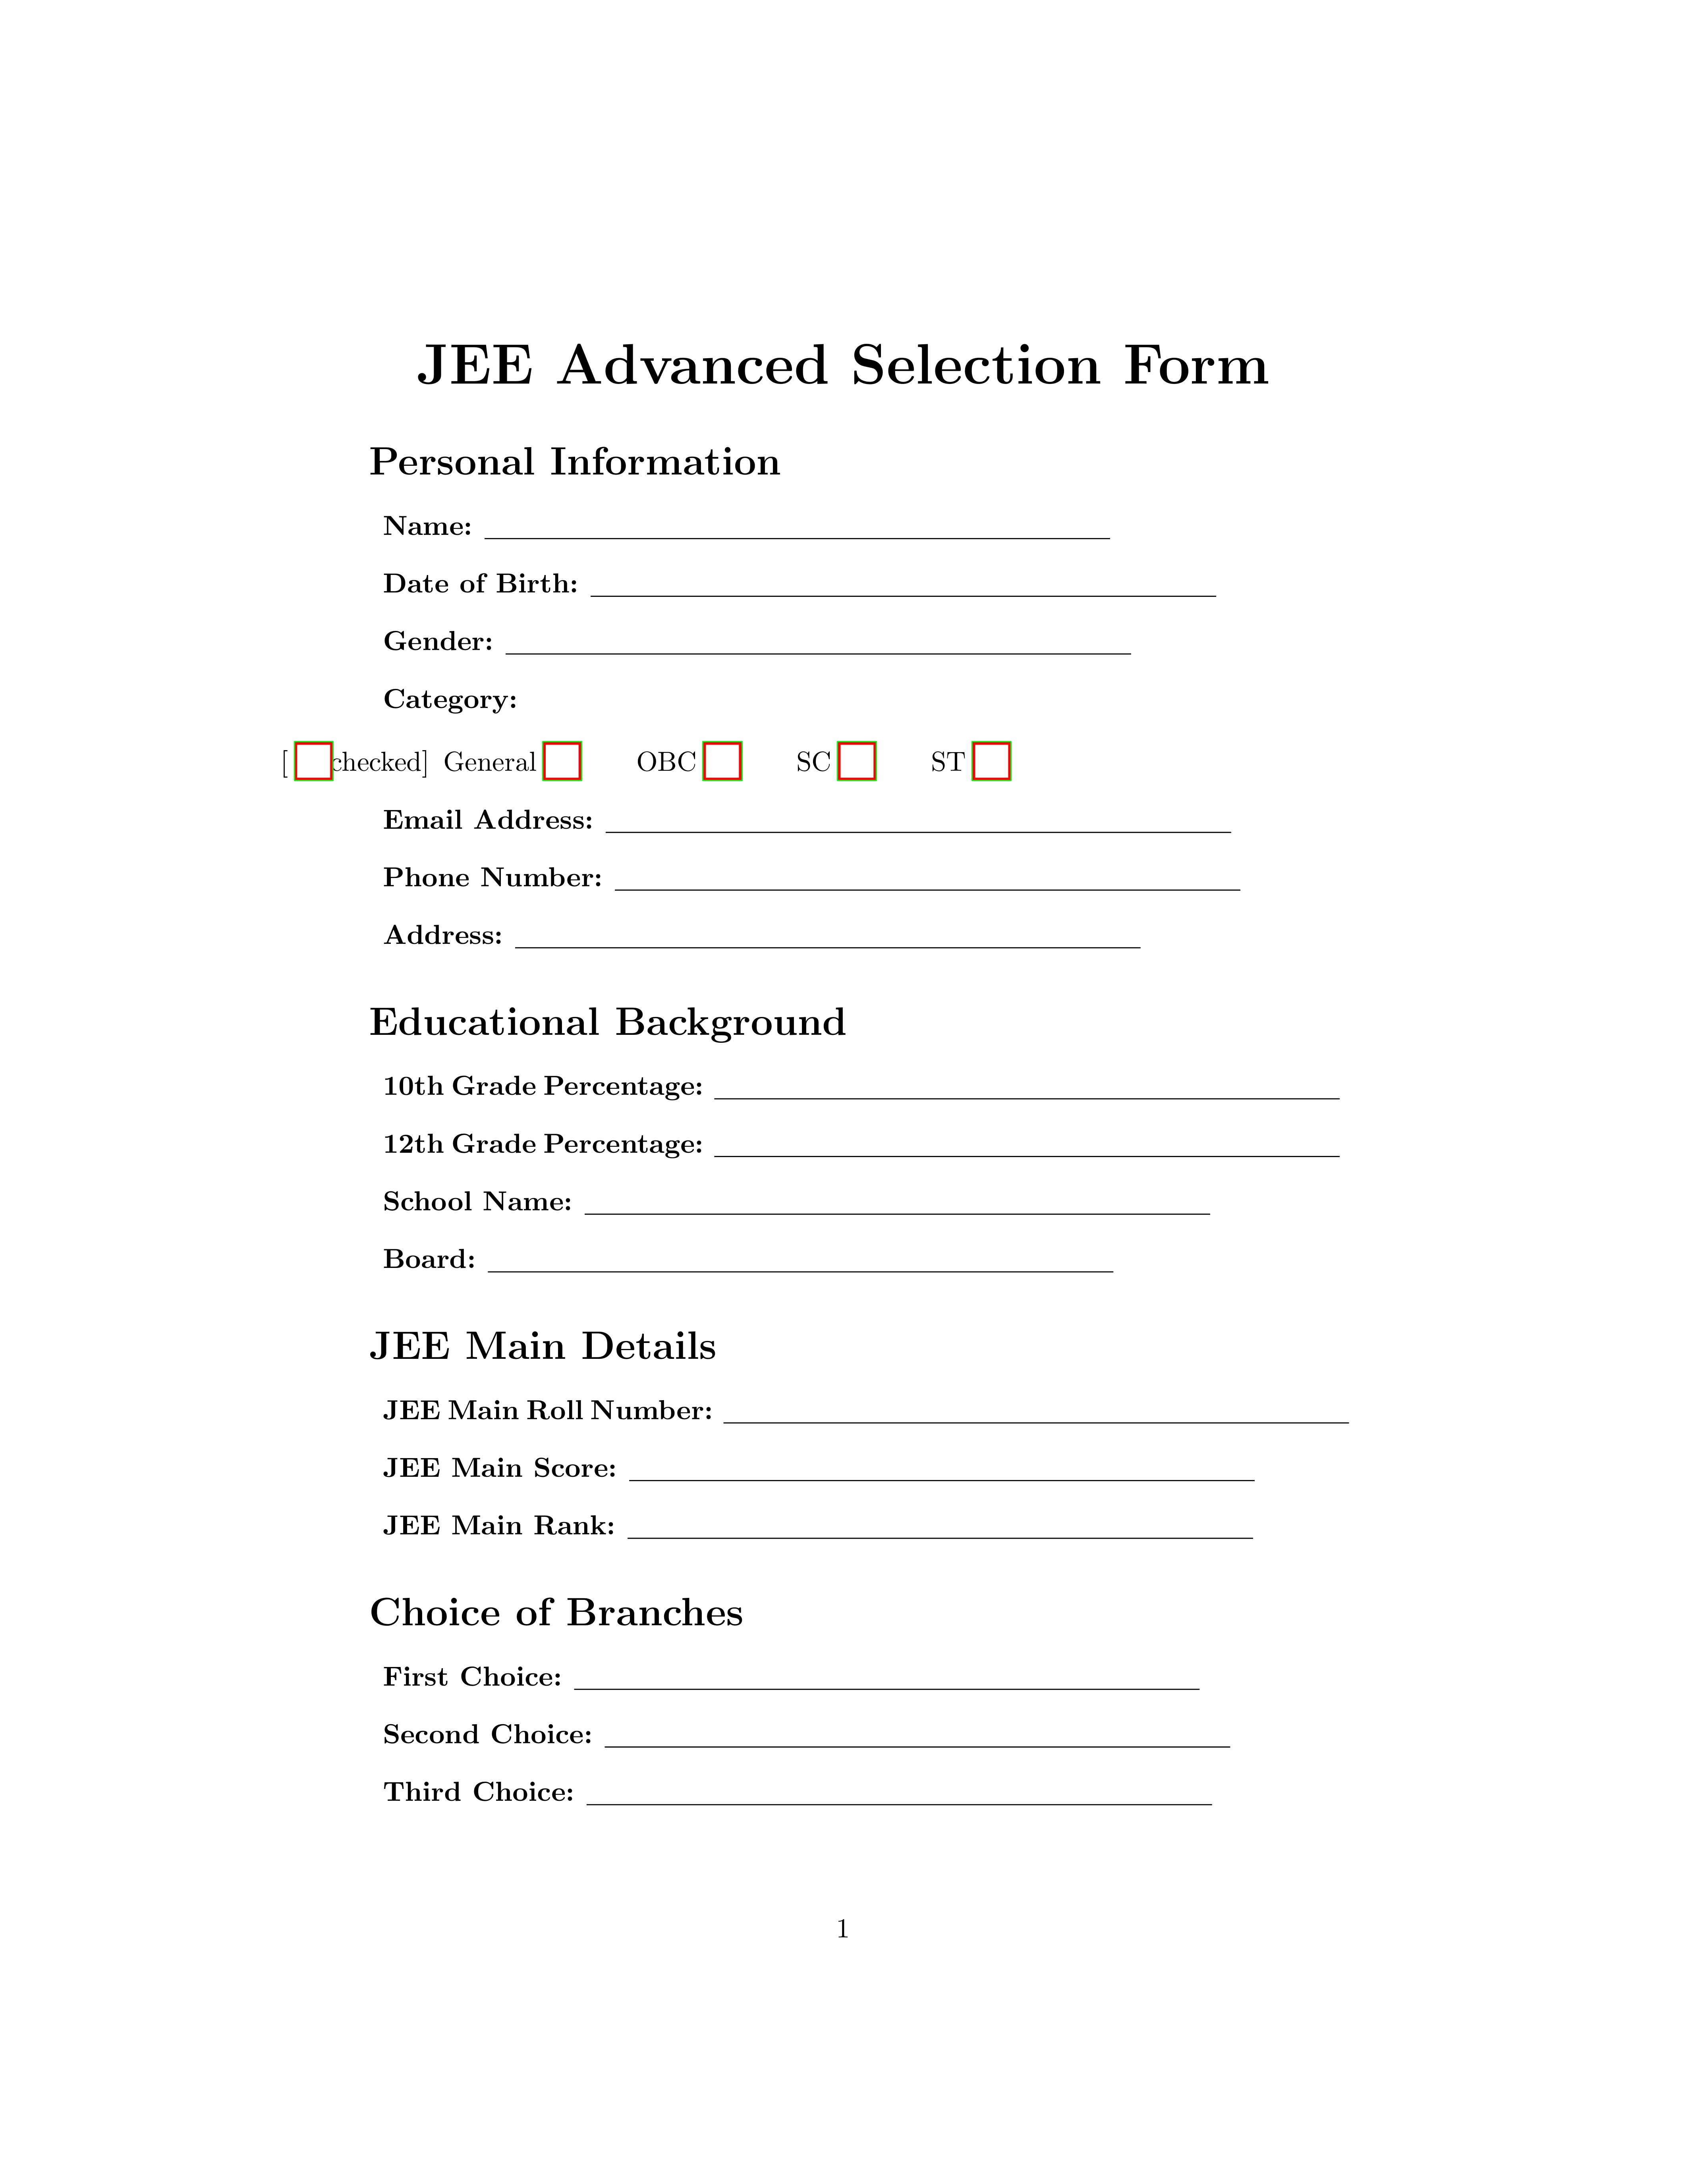 JEE Advanced Selection Form
Personal Information
Name:
Date of Birth:
Gender:
Category:
[ checked] General OBC SC ST
Email Address:
Phone Number:
Address:
Educational Background
10th Grade Percentage:
12th Grade Percentage:
School Name:
Board:
JEE Main Details
JEE Main Roll Number:
JEE Main Score:
JEE Main Rank:
Choice of Branches
First Choice:
Second Choice:
Third Choice:
1